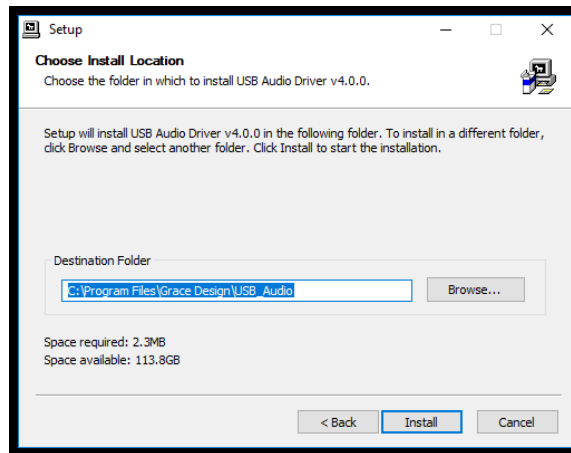 Setup
Choose Install Location
Choose the folder in which to install USB Audio Driver v4.0.0.
Setup will install USB Audio Driver v4.0.0 in the following folder. To install in a different folder,
click Browse and select another folder. Click Install to start the installation.
Destination Folder
C:\Program Files\Grace Design\USB_Audio
Browse...
Space required: 2.3MB
Space available: 113.8GB
< Back
Install
Cancel